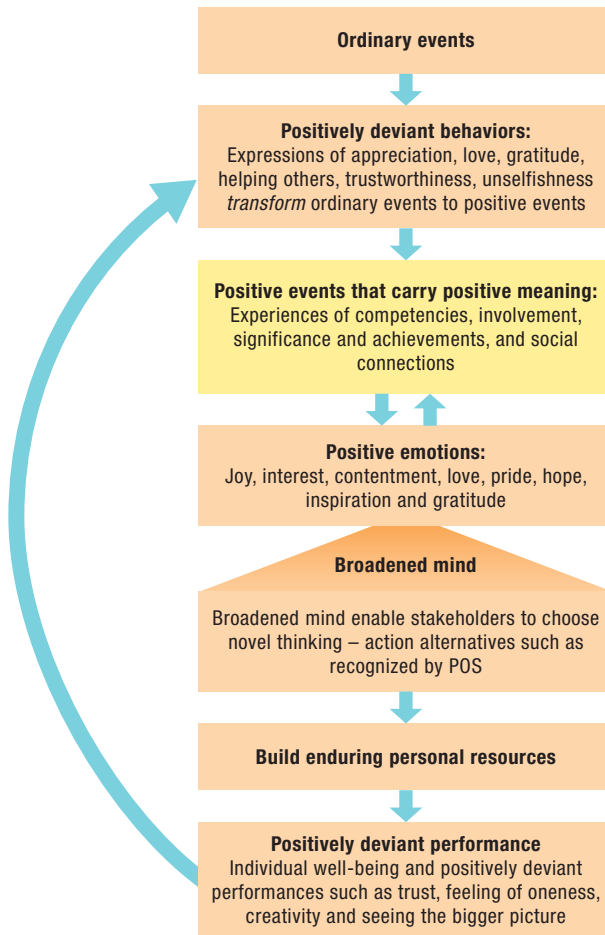 Ordinary events
Positively deviant behaviors:
Expressions of appreciation, love, gratitude,
helping others, trustworthiness, unselfishness
transform ordinary events to positive events
Positive events that carry positive meaning:
Experiences of competencies, involvement,
significance and achievements, and social
connections
Positive emotions:
Joy, interest, contentment, love, pride, hope,
inspiration and gratitude
Broadened mind
Broadened mind enable stakeholders to choose
novel thinking – action alternatives such as
recognized by POS
Build enduring personal resources
Positively deviant performance
Individual well-being and positively deviant
performances such as trust, feeling of oneness,
creativity and seeing the bigger picture